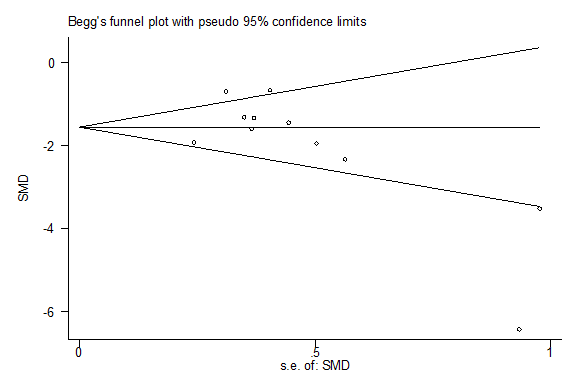 Begg's funnel plot with pseudo 95% confidence limits
SMD
0
-2
-4
-6
0
.5
1
s.e. of: SMD